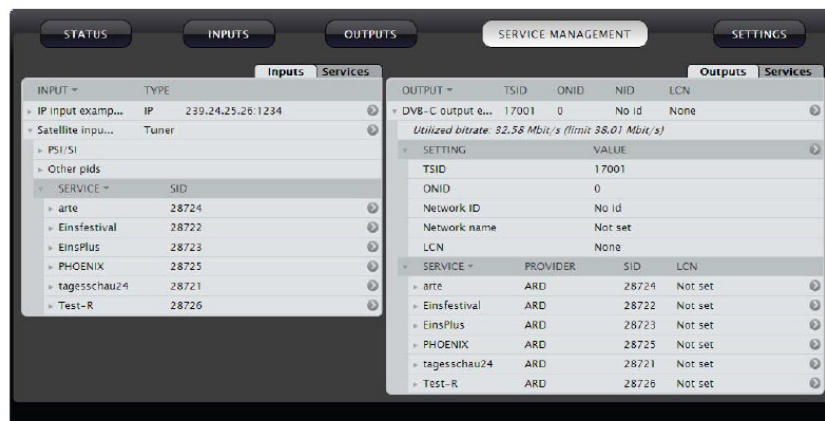 STATUS INPUTS OUTPUTS SERVICE MANAGEMENT SETTINGS
Inputs Services
INPUT TYPE
IP input examp... IP 239.24.25.26:1234
Satellite inpu... Tuner
PSI/SI
Other pids
SERVICE SID
arte 28724
Einsfestival 28722
EinsPlus 28723
PHOENIX 28725
tagesschau24 28721
Test-R 28726
Outputs Services
OUTPUT TSID ONID NID LCN
DVB-C output e... 17001 0 No id None
Utilized bitrate: 32.58 Mbit/s (limit 38.01 Mbit/s)
SETTING VALUE
TSID 17001
ONID 0
Network ID No id
Network name Not set
LCN None
SERVICE PROVIDER SID LCN
arte ARD 28724 Not set
Einsfestival ARD 28722 Not set
EinsPlus ARD 28723 Not set
PHOENIX ARD 28725 Not set
tagesschau24 ARD 28721 Not set
Test-R ARD 28726 Not set